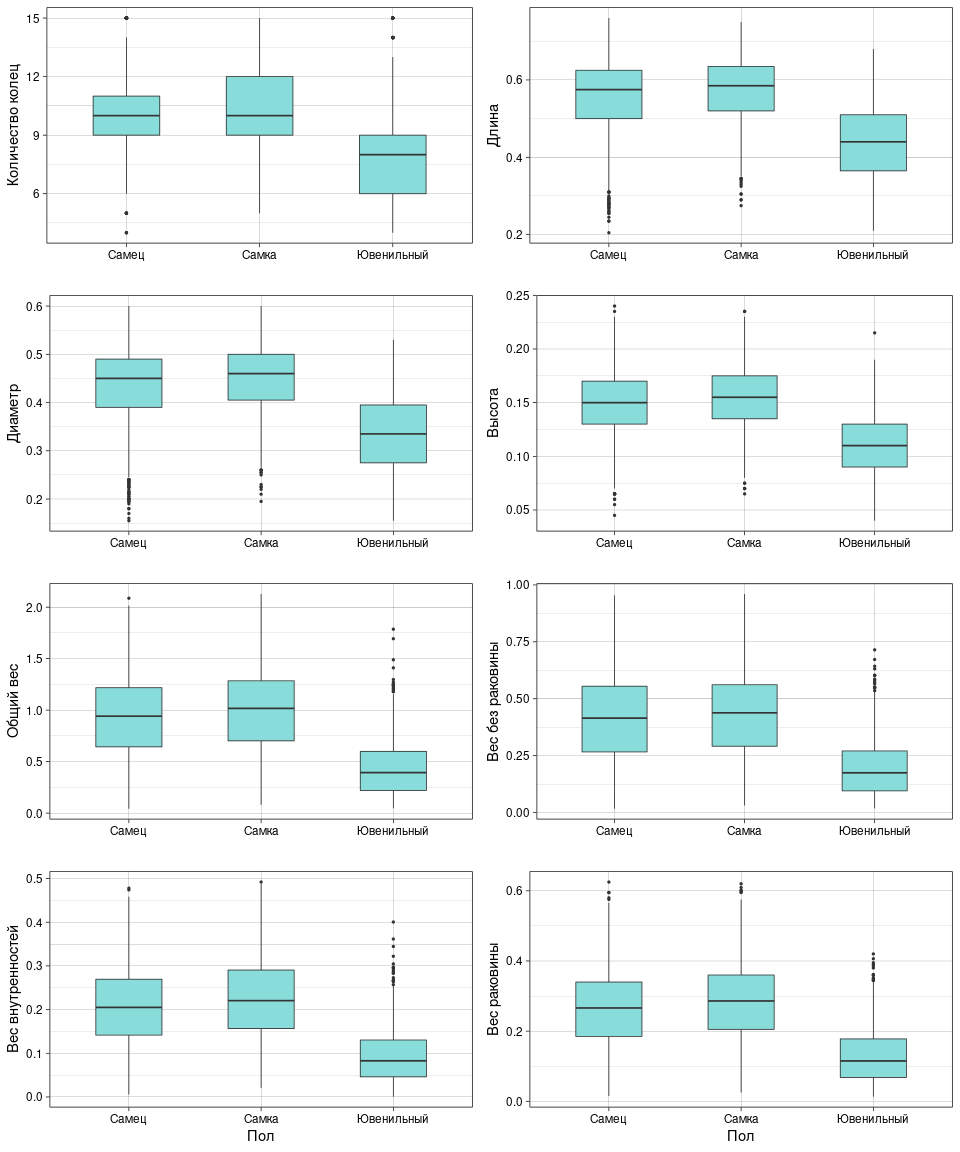 Количество колец
15
12
9
6
Самец Самка Ювенильный
Длина
0.6
0.4
0.2
Самец Самка Ювенильный
Диаметр
0.6
0.5
0.4
0.3
0.2
Самец Самка Ювенильный
Высота
0.25
0.20
0.15
0.10
0.05
Самец Самка Ювенильный
Общий вес
2.0
1.5
1.0
0.5
0.0
Самец Самка Ювенильный
Вес без раковины
1.00
0.75
0.50
0.25
0.00
Самец Самка Ювенильный
Вес внутренностей
0.5
0.4
0.3
0.2
0.1
0.0
Самец Самка Ювенильный
Пол
Вес раковины
0.6
0.4
0.2
0.0
Самец Самка Ювенильный
Пол